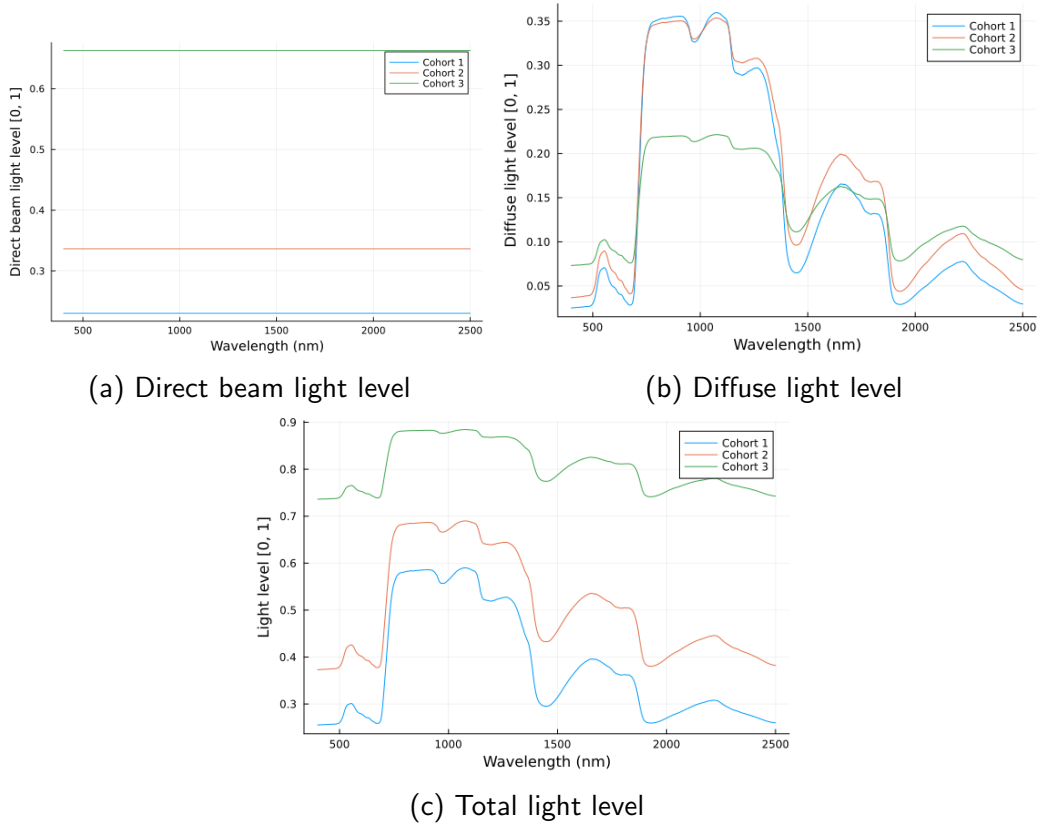 Direct beam light level [0, 1]
0.6
0.5
0.4
0.3
Cohort 1
Cohort 2
Cohort 3
500
1000
1500
2000
2500
Wavelength (nm)
(a) Direct beam light level
Diffuse light level [0, 1]
0.35
0.30
0.25
0.20
0.15
0.10
0.05
Cohort 1
Cohort 2
Cohort 3
500
1000
1500
2000
2500
Wavelength (nm)
(b) Diffuse light level
Light level [0, 1]
0.9
0.8
0.7
0.6
0.5
0.4
0.3
Cohort 1
Cohort 2
Cohort 3
500
1000
1500
2000
2500
Wavelength (nm)
(c) Total light level